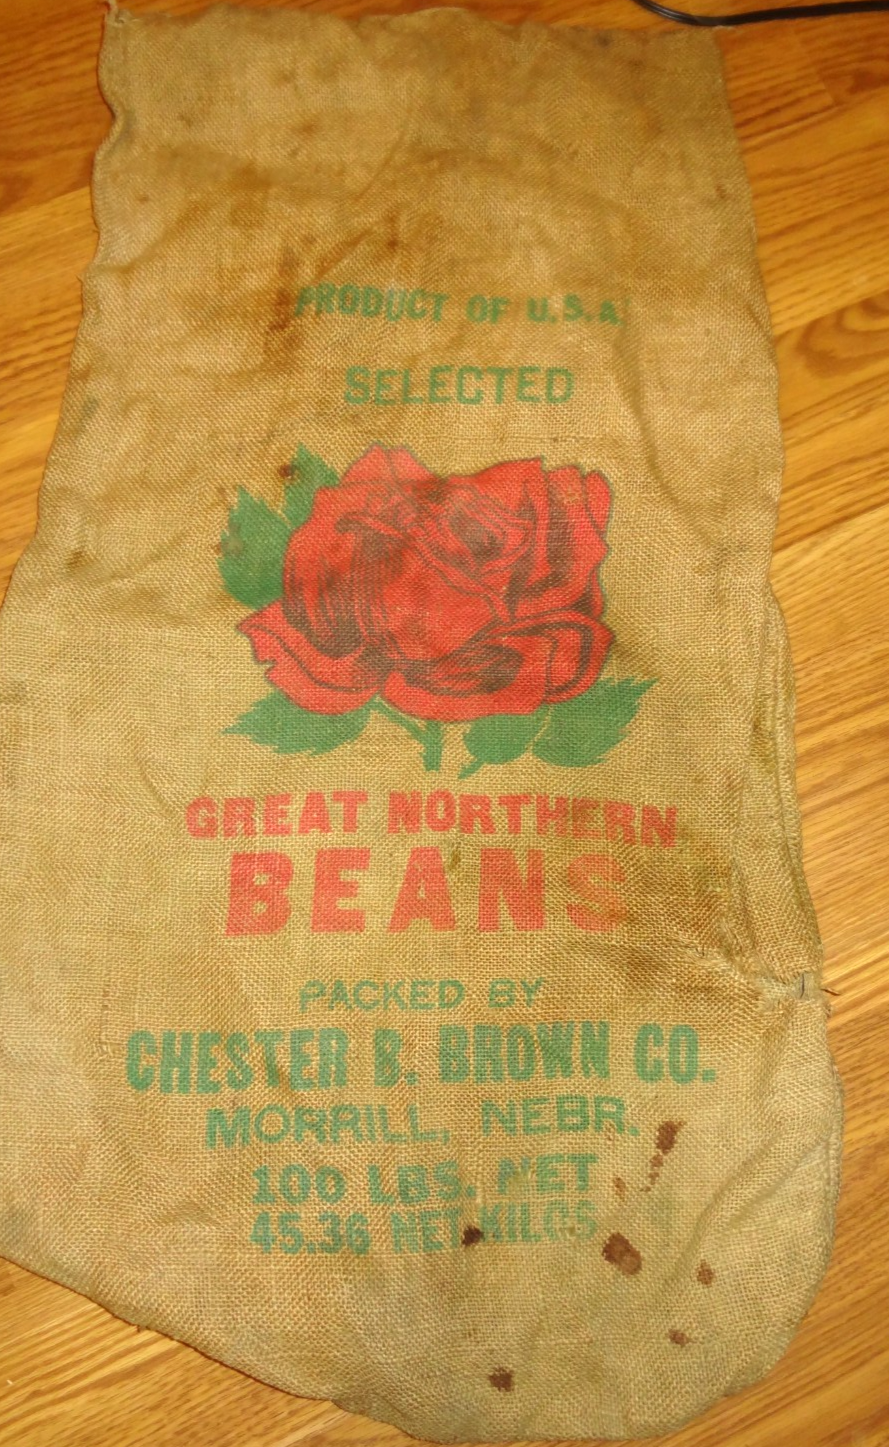 PRODUCT OF U.S.A.
SELECTED
GREAT NORTHERN
BEANS
PACKED BY
CHESTER B. BROWN CO.
MORRILL, NEBR.
100 LBS. NET
45.36 NET KILOS